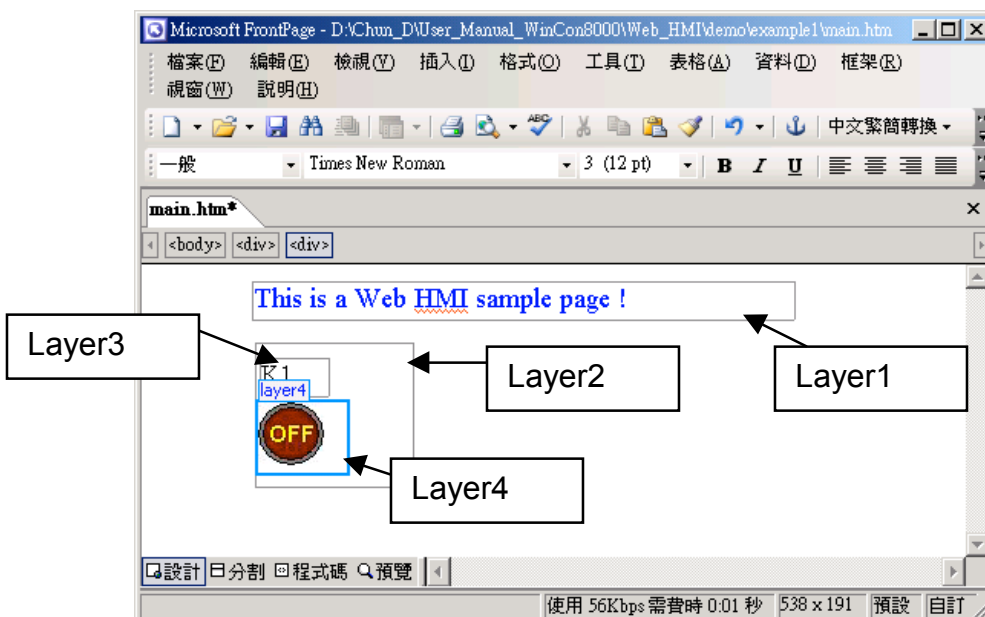 Microsoft FrontPage - D:\Chun_D\User_Manual_WinCon8000\Web_HMI\demo\example1\main.htm
檔案(F) 編輯(E) 檢視(V) 插入(I) 格式(O) 工具(T) 表格(A) 資料(D) 框架(R)
視窗(W) 說明(H)
ABC 中文繁簡轉換
一般 Times New Roman 3 (12 pt) B I U
main.htm*
<body> <div> <div>
This is a Web HMI sample page !
Layer3
Layer2
Layer1
K1
layer4
OFF
Layer4
設計 分割 程式碼 預覽
使用 56Kbps 需費時 0:01 秒 538 x 191 預設 自訂